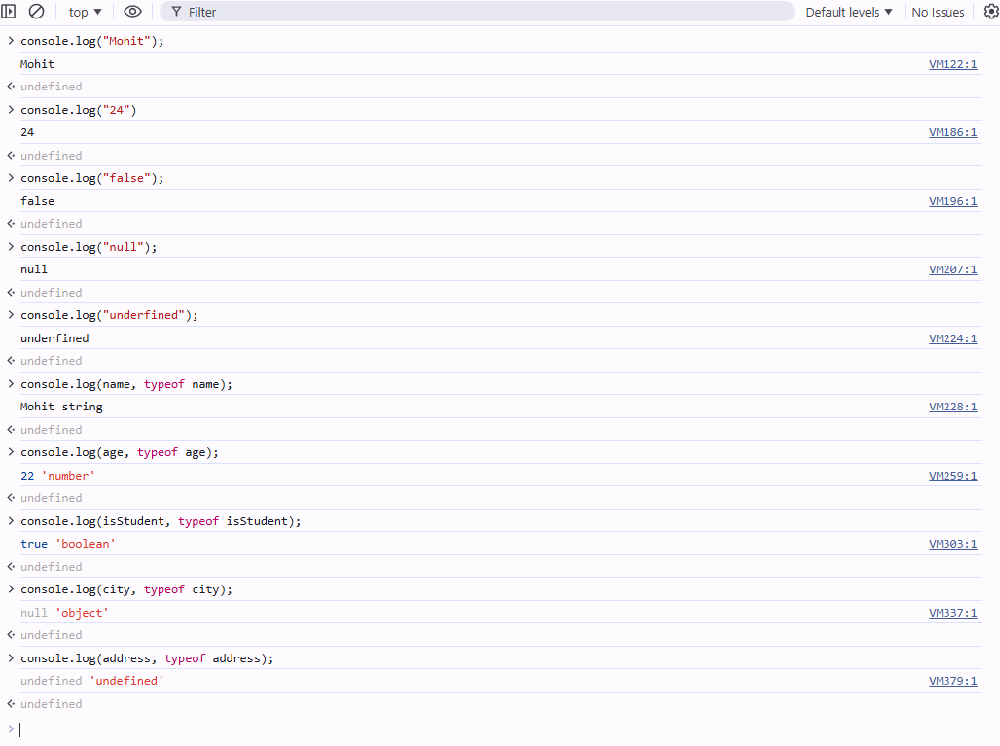 top ▼ Filter Default levels ▼ No Issues
> console.log("Mohit");
Mohit VM122:1
undefined
> console.log("24")
24 VM186:1
undefined
> console.log("false");
false VM196:1
undefined
> console.log("null");
null VM207:1
undefined
> console.log("underfined");
underfined VM224:1
undefined
> console.log(name, typeof name);
Mohit string VM228:1
undefined
> console.log(age, typeof age);
22 'number' VM259:1
undefined
> console.log(isStudent, typeof isStudent);
true 'boolean' VM303:1
undefined
> console.log(city, typeof city);
null 'object' VM337:1
undefined
> console.log(address, typeof address);
undefined 'undefined' VM379:1
undefined
>